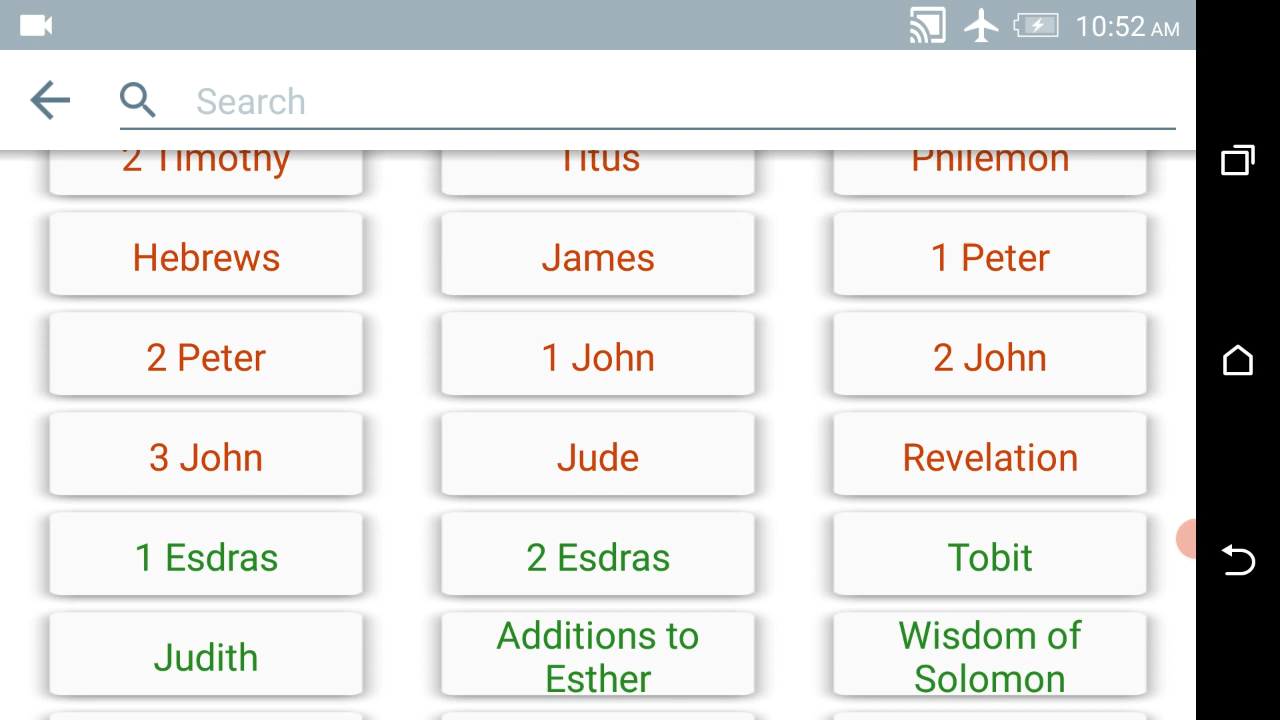 10:52 AM
Search
2 Timothy
Titus
Philemon
Hebrews
James
1 Peter
2 Peter
1 John
2 John
3 John
Jude
Revelation
1 Esdras
2 Esdras
Tobit
Judith
Additions to
Esther
Wisdom of
Solomon